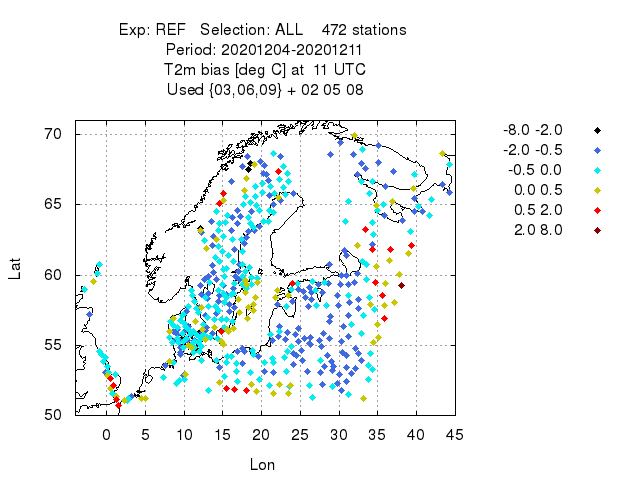 Exp: REF   Selection: ALL    472 stations
Period: 20201204-20201211
T2m bias [deg C] at  11 UTC
Used {03,06,09} + 02 05 08
-8.0 -2.0
-2.0 -0.5
-0.5 0.0
0.0 0.5
0.5 2.0
2.0 8.0
70
65
60
55
50
Lat
0 5 10 15 20 25 30 35 40 45
Lon